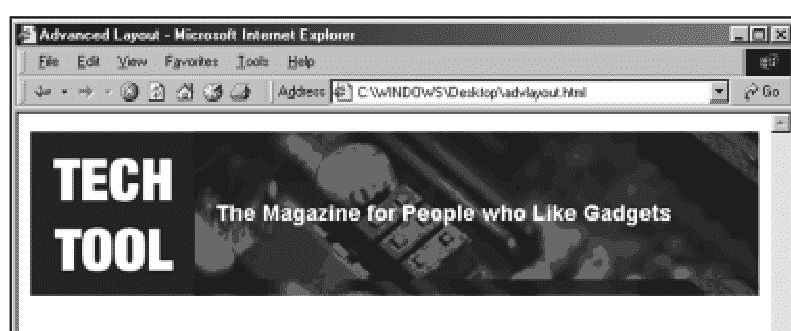 Advanced Layout - Microsoft Internet Explorer
File Edit View Favorites Tools Help
Address C:\WINDOWS\Desktop\advlayout.html Go
TECH
TOOL
The Magazine for People who Like Gadgets